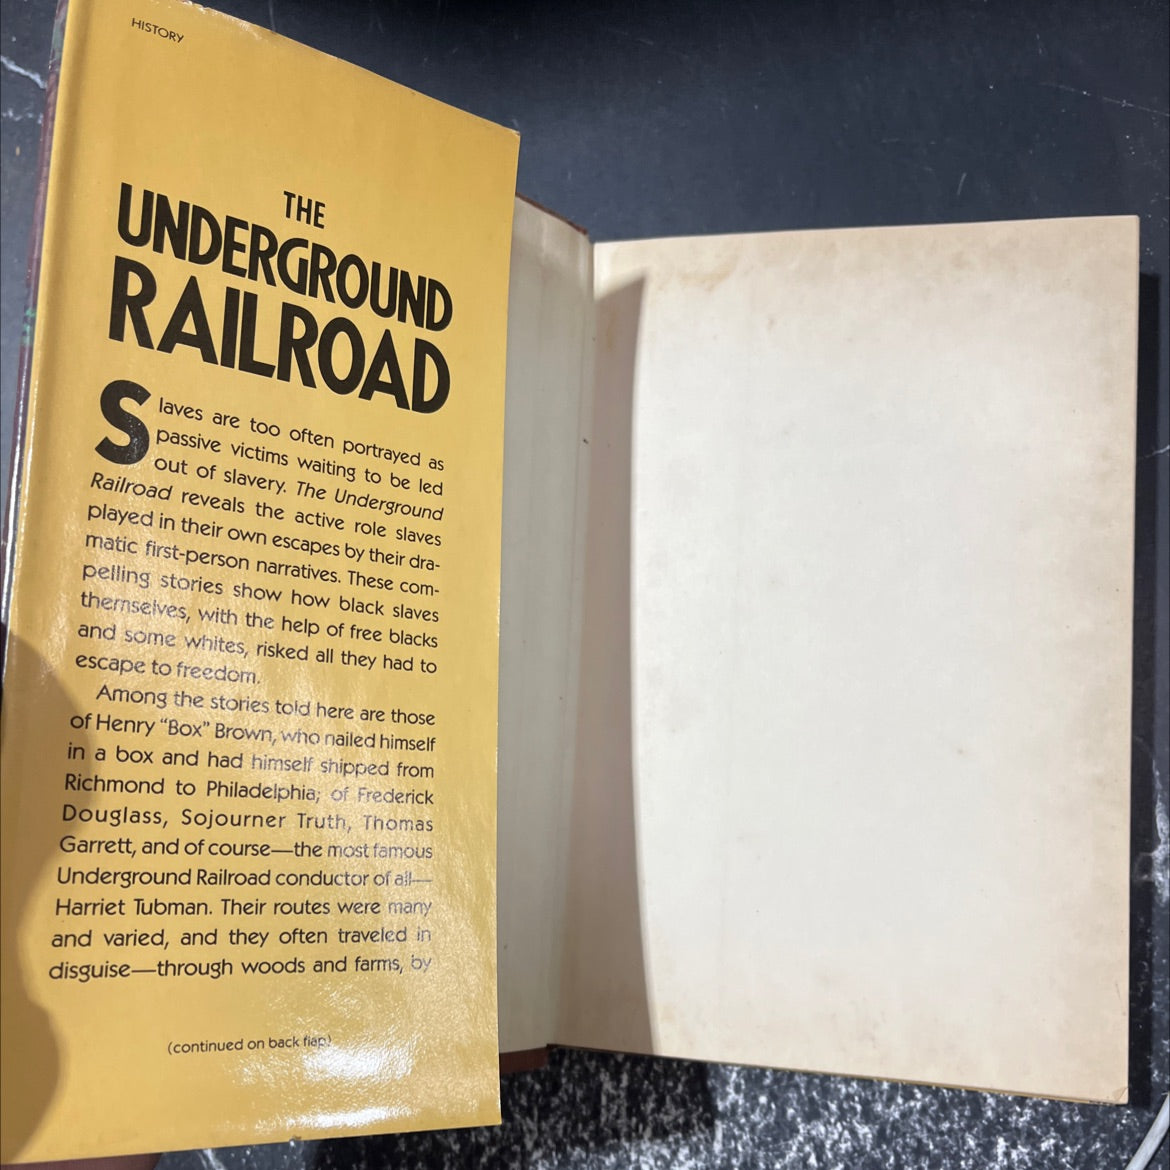 HISTORY
THE
UNDERGROUND
RAILROAD
Slaves are too often portrayed as
passive victims waiting to be led
out of slavery. The Underground
Railroad reveals the active role slaves
played in their own escapes by their dra-
matic first-person narratives. These com-
pelling stories show how black slaves
themselves, with the help of free blacks
and some whites, risked all they had to
escape to freedom.
Among the stories told here are those
of Henry “Box” Brown, who nailed himself
in a box and had himself shipped from
Richmond to Philadelphia; of Frederick
Douglass, Sojourner Truth, Thomas
Garrett, and of course—the most famous
Underground Railroad conductor of all—
Harriet Tubman. Their routes were many
and varied, and they often traveled in
disguise—through woods and farms, by
(continued on back flap)